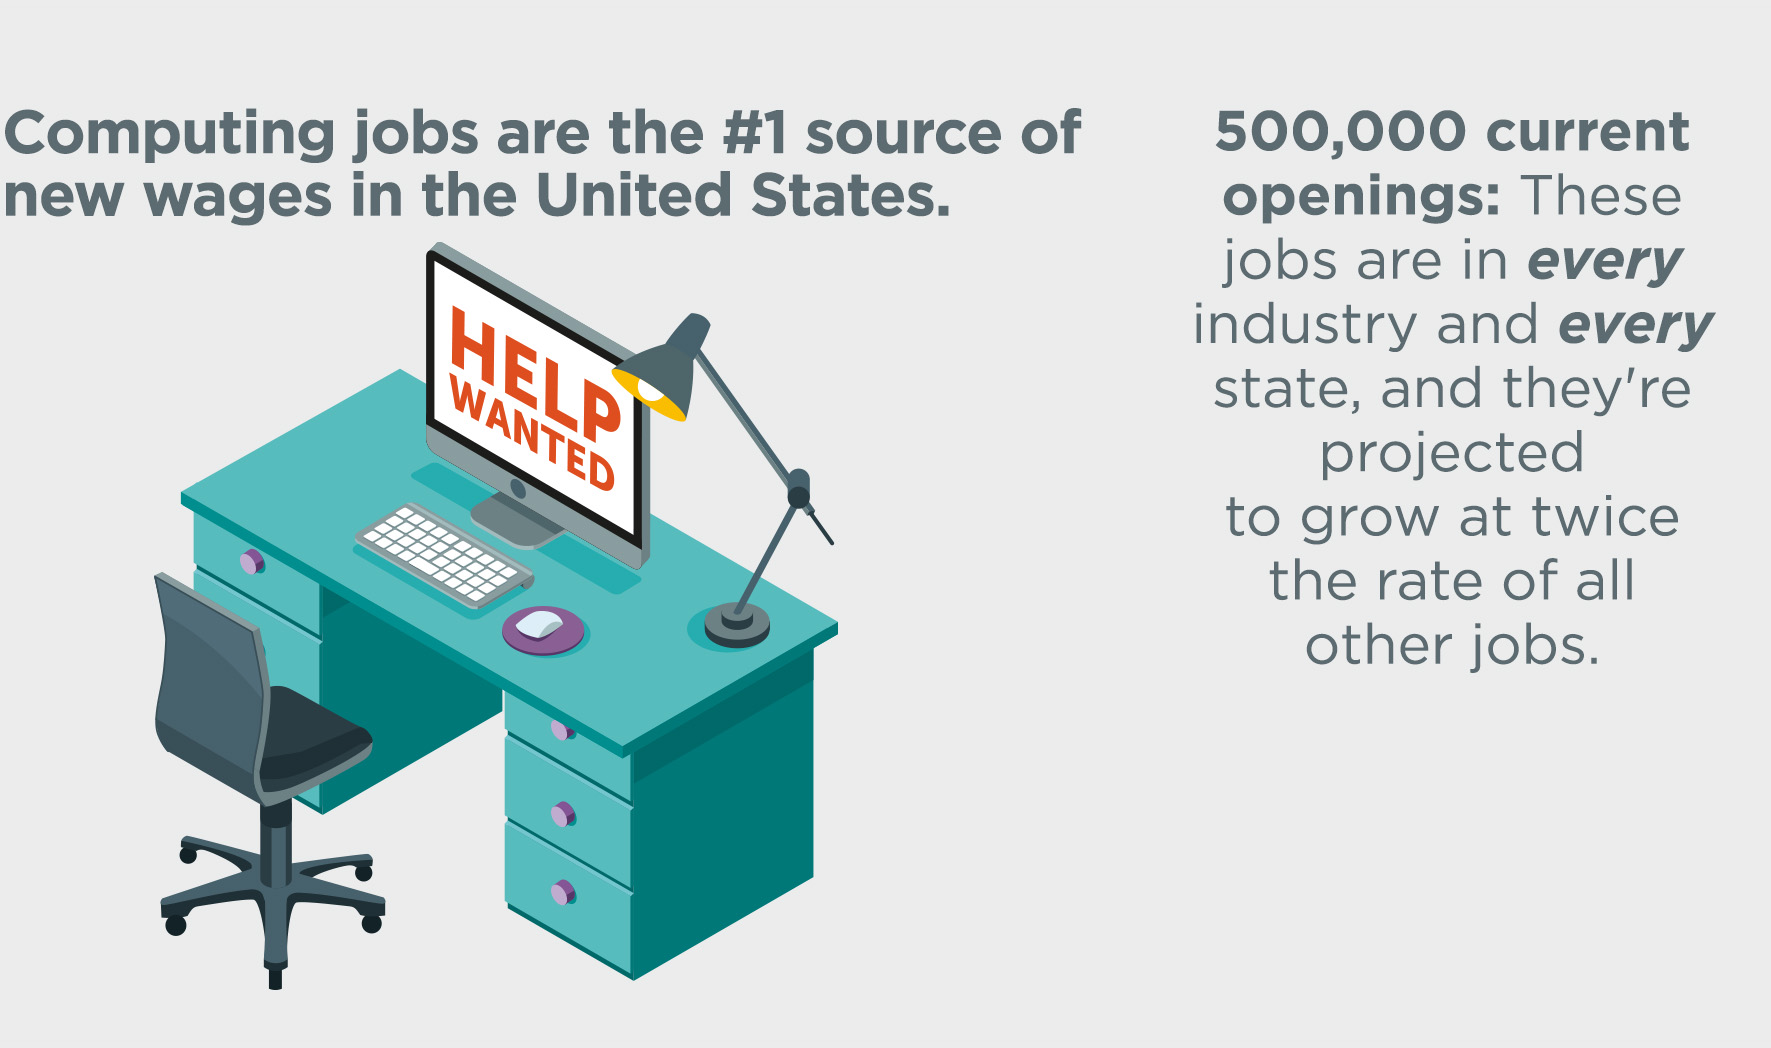 Computing jobs are the #1 source of
new wages in the United States.
HELP
WANTED
500,000 current
openings: These
jobs are in every
industry and every
state, and they're
projected
to grow at twice
the rate of all
other jobs.